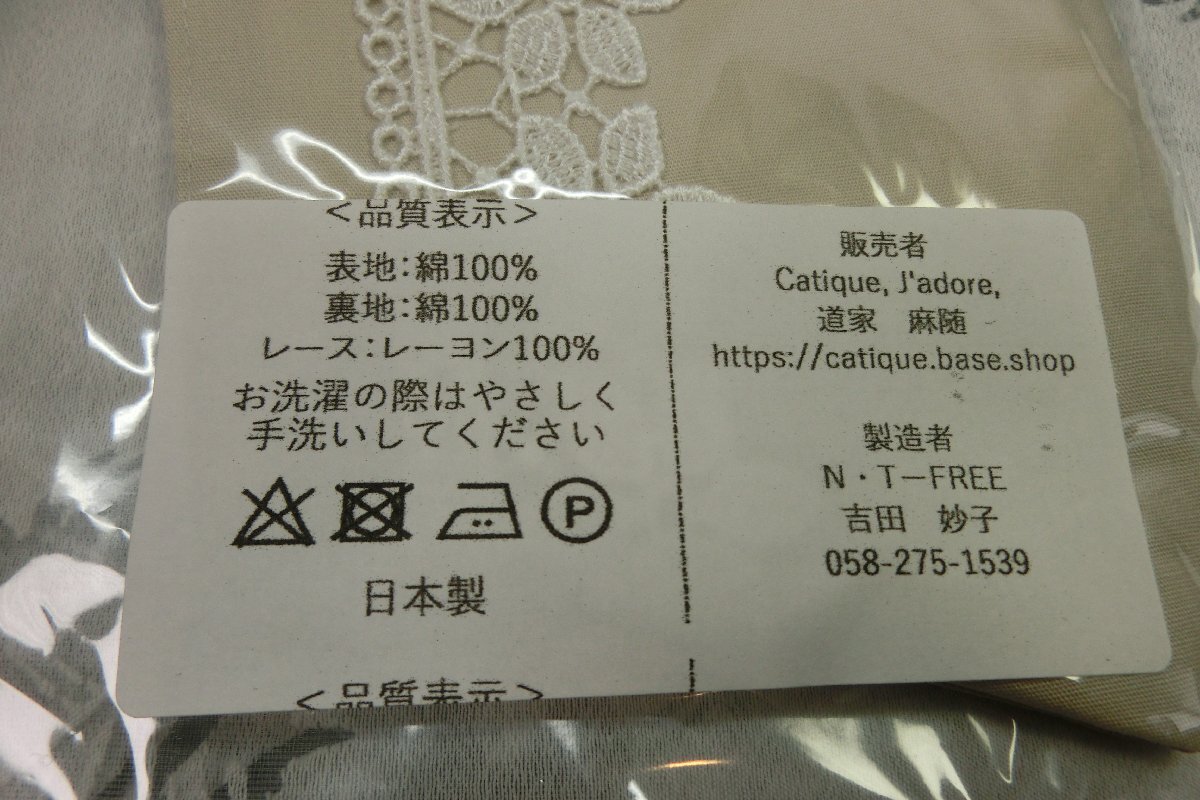 <品質表示>
表地:綿100%
裏地:綿100%
レース:レーヨン100%
お洗濯の際はやさしく
手洗いしてください
P
日本製
<品質表示>
販売者
Catique, J'adore,
道家　麻随
https://catique.base.shop
製造者
N・T−FREE
吉田　妙子
058-275-1539